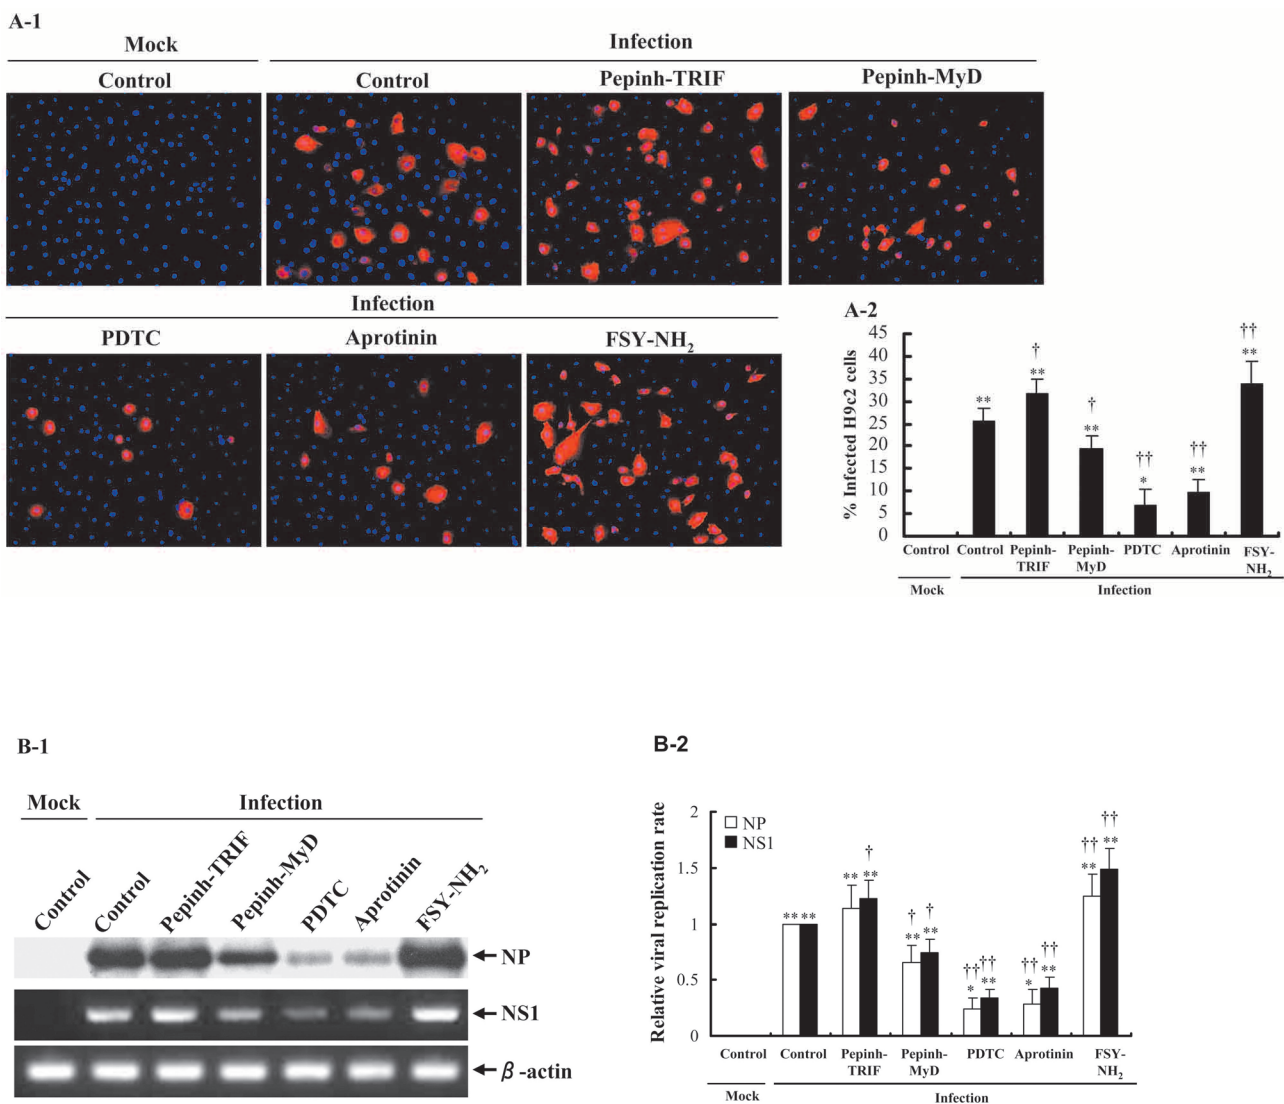 A-1
Mock Infection
Control Control Pepinh-TRIF Pepinh-MyD
Infection
PDTC Aprotinin FSY-NH2
A-2
% Infected H9c2 cells
45
40
35
30
25
20
15
10
5
0
** † ** † ** †† * †† ** †† **
Control Control Pepinh- Pepinh- PDTC Aprotinin FSY-
TRIF MyD NH2
Mock Infection
B-1
Mock Infection
Control Control Pepinh-TRIF Pepinh-MyD PDTC Aprotinin FSY-NH2
NP
NS1
β-actin
B-2
Relative viral replication rate
2
1.5
1
0.5
0
NP
NS1
** ** ** † ** † ** † ** †† * †† ** †† * †† ** †† ** †† **
Control Control Pepinh- Pepinh- PDTC Aprotinin FSY-
TRIF MyD NH2
Mock Infection